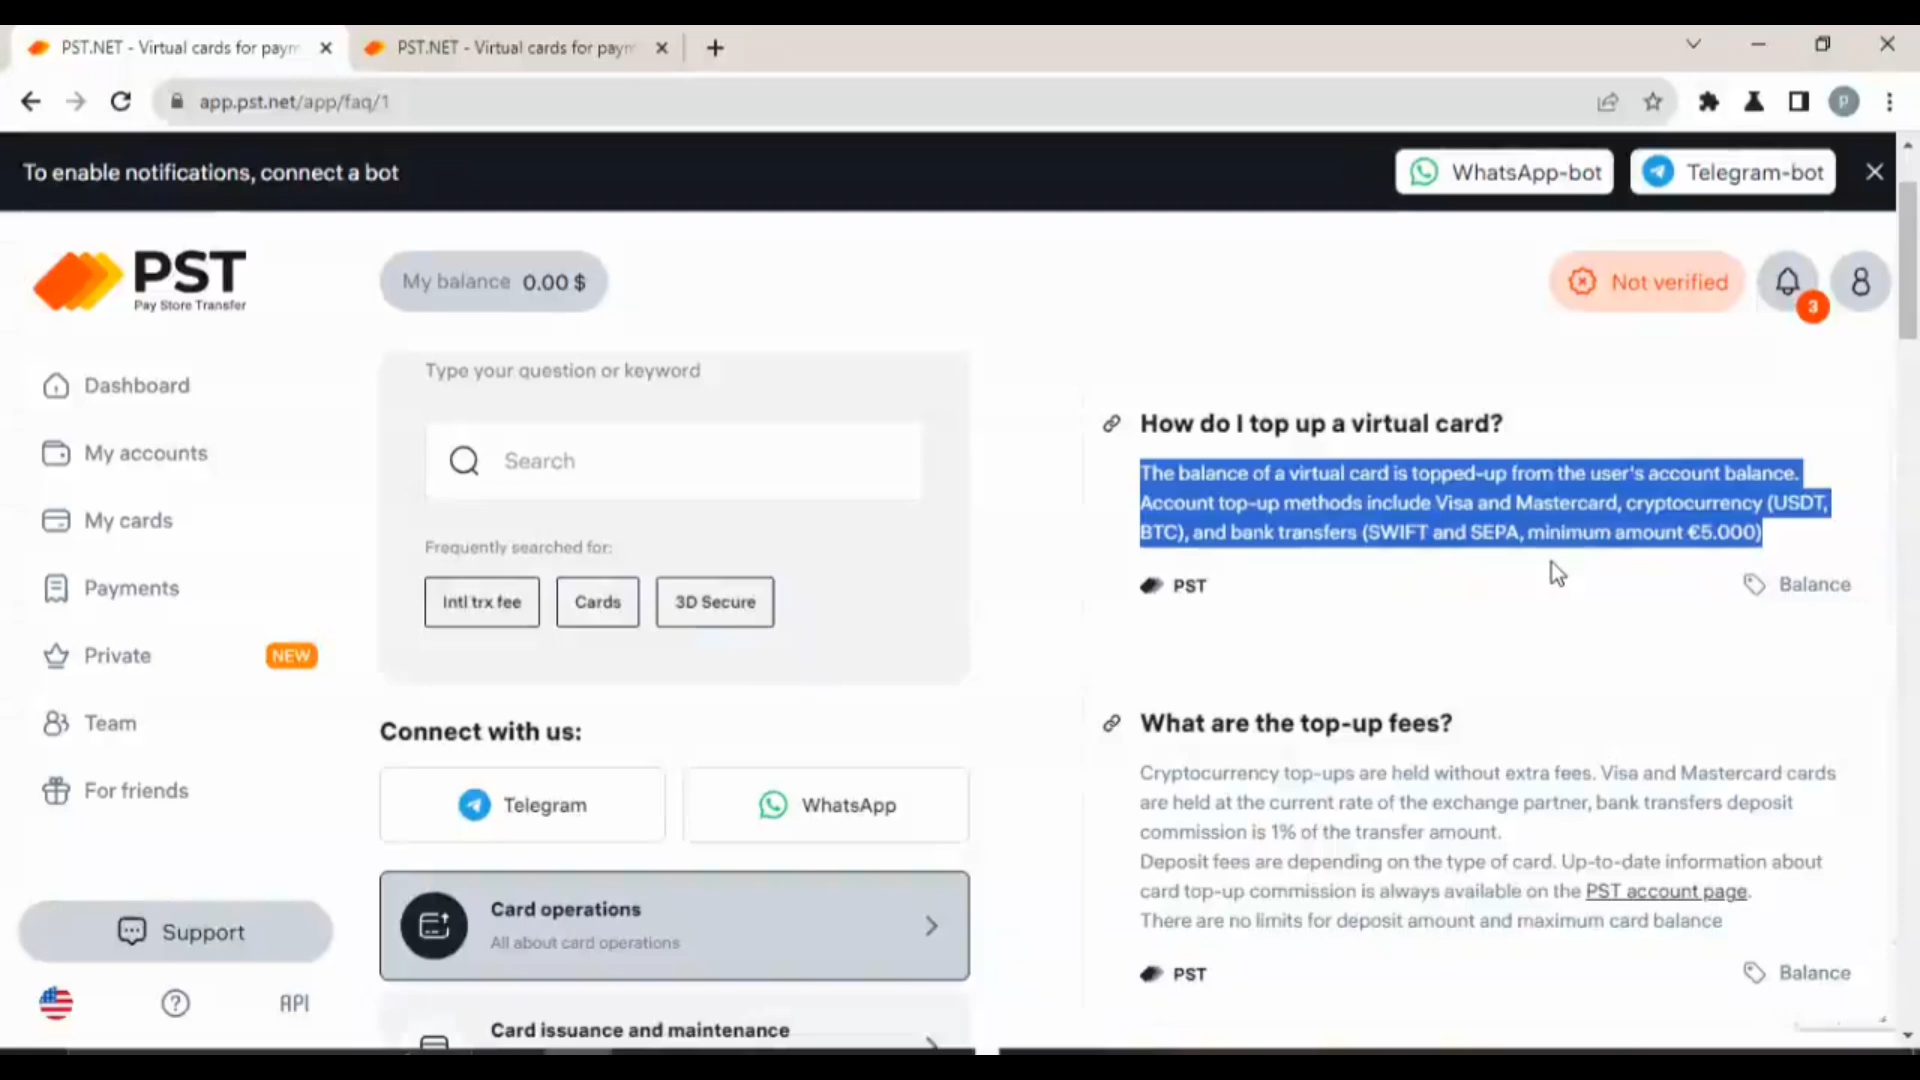 PST.NET - Virtual cards for paym
PST.NET - Virtual cards for paym
app.pst.net/app/faq/1
P
To enable notifications, connect a bot
WhatsApp-bot
Telegram-bot
PST
Pay Store Transfer
My balance 0.00 $
Not verified
3
Dashboard
My accounts
My cards
Payments
Private
NEW
Team
For friends
Support
API
Type your question or keyword
Search
Frequently searched for:
Intl trx fee
Cards
3D Secure
Connect with us:
Telegram
WhatsApp
Card operations
All about card operations
Card issuance and maintenance
How do I top up a virtual card?
The balance of a virtual card is topped-up from the user's account balance.
Account top-up methods include Visa and Mastercard, cryptocurrency (USDT,
BTC), and bank transfers (SWIFT and SEPA, minimum amount €5.000)
PST
Balance
What are the top-up fees?
Cryptocurrency top-ups are held without extra fees. Visa and Mastercard cards
are held at the current rate of the exchange partner, bank transfers deposit
commission is 1% of the transfer amount.
Deposit fees are depending on the type of card. Up-to-date information about
card top-up commission is always available on the PST account page.
There are no limits for deposit amount and maximum card balance
PST
Balance